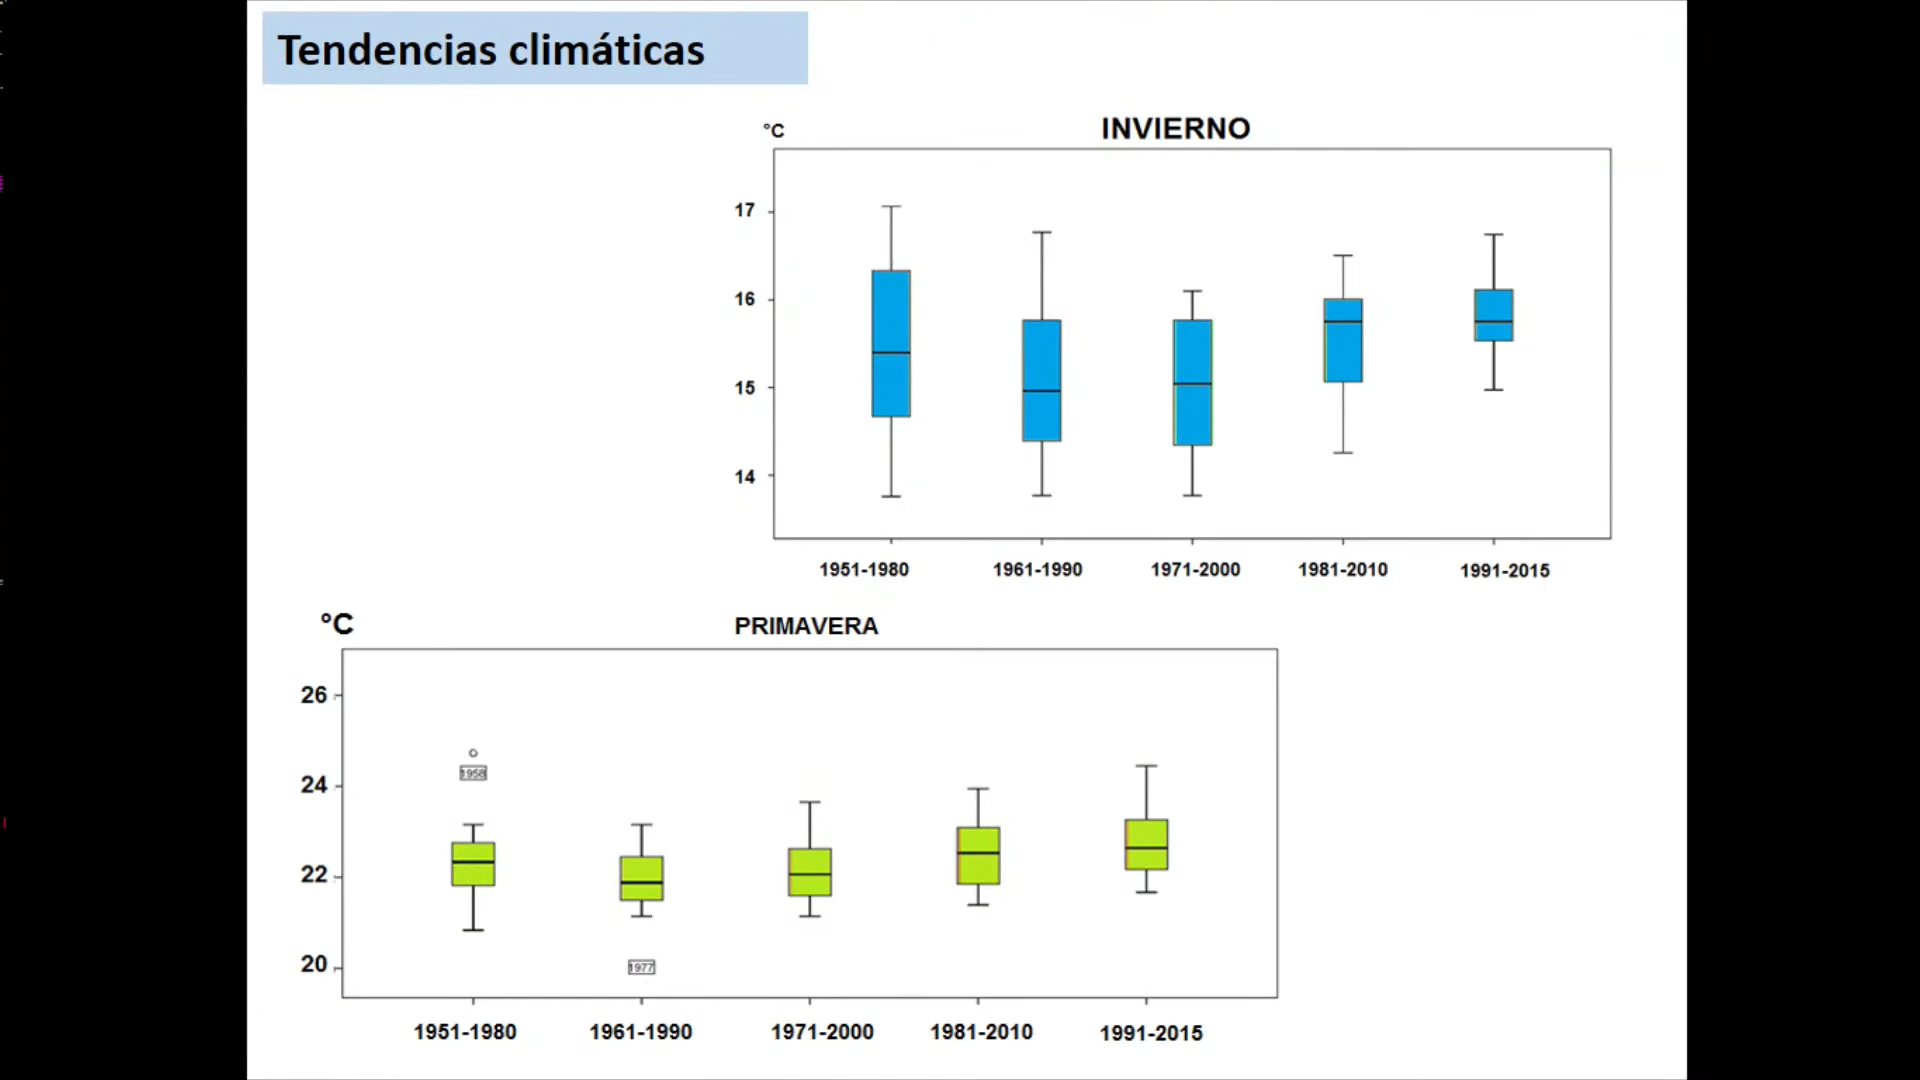 Tendencias climáticas
°C
INVIERNO
17
16
15
14
1951-1980 1961-1990 1971-2000 1981-2010 1991-2015
°C
PRIMAVERA
26
24
22
20
1958
1977
1951-1980 1961-1990 1971-2000 1981-2010 1991-2015